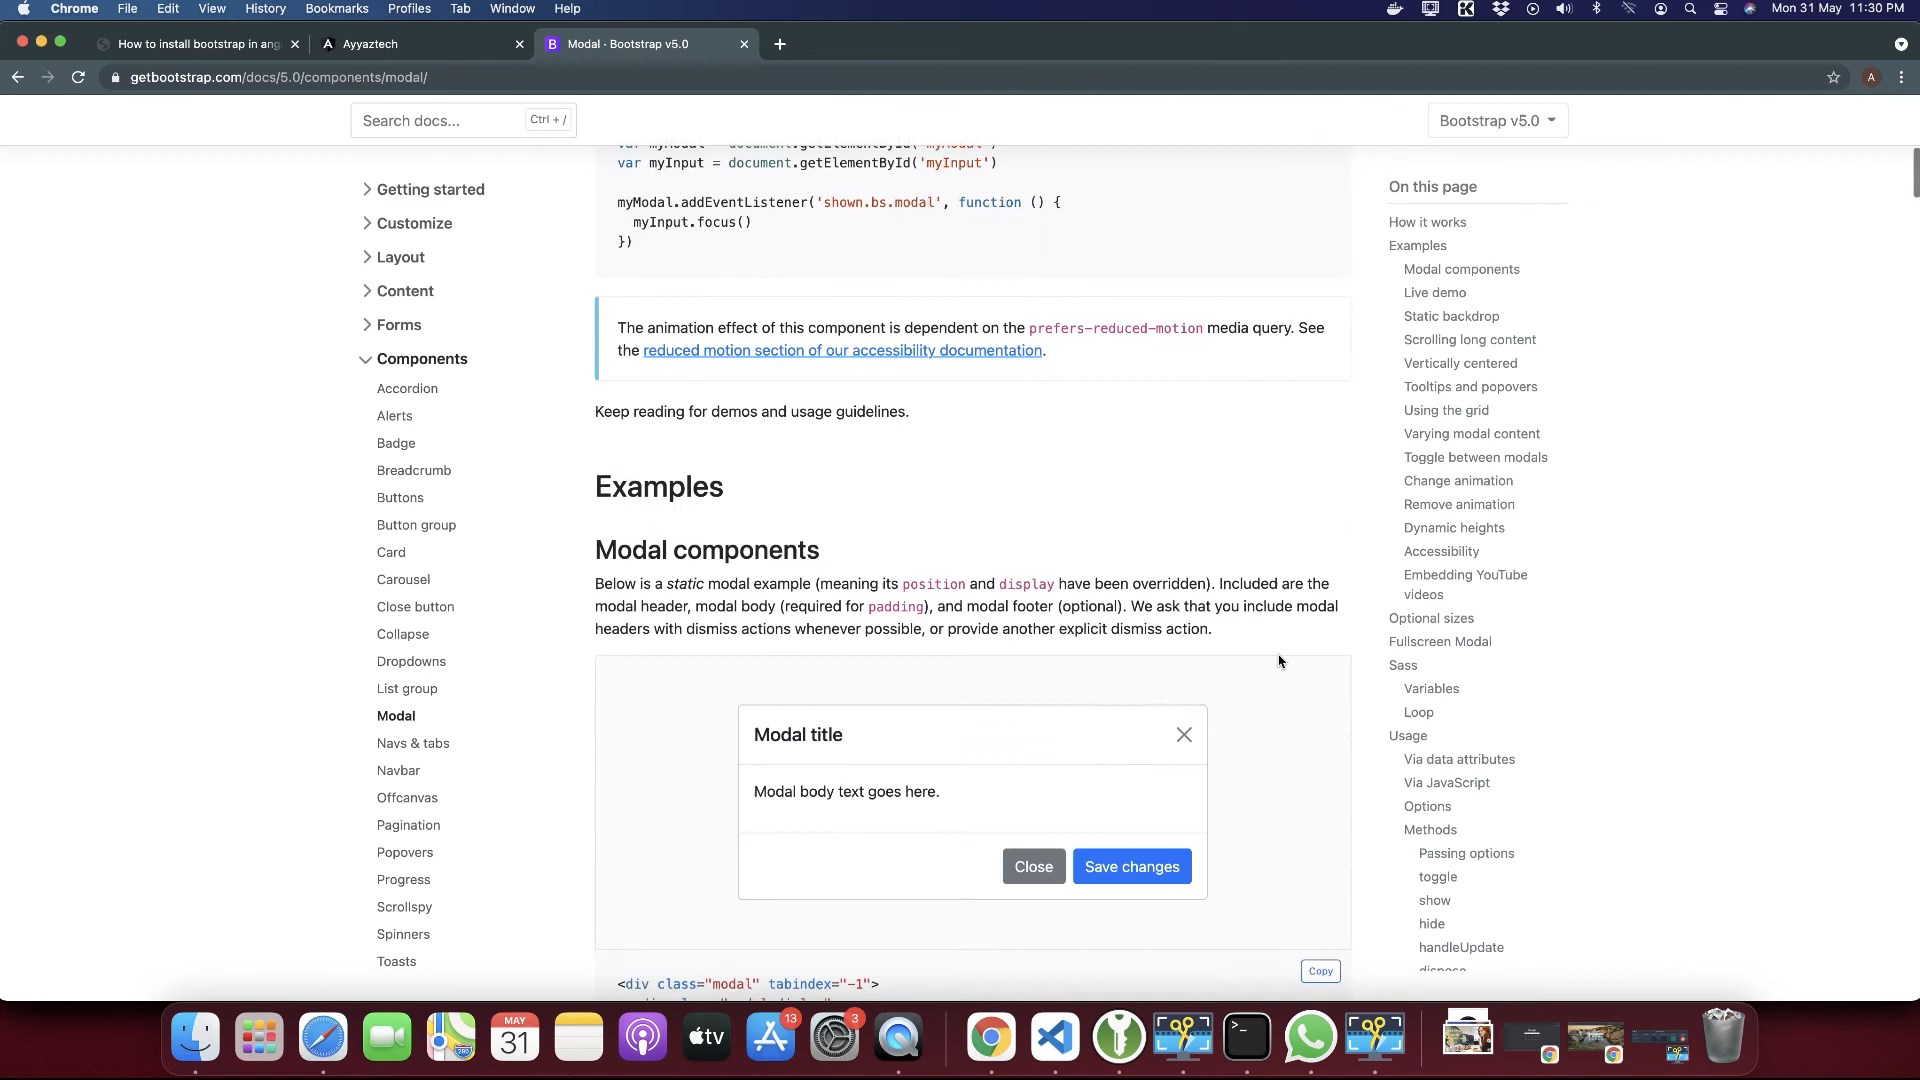 Chrome File Edit View History Bookmarks Profiles Tab Window Help Mon 31 May 11:30 PM
How to install bootstrap in ang
Ayyaztech
B Modal · Bootstrap v5.0
getbootstrap.com/docs/5.0/components/modal/
A
Search docs...
Ctrl + /
Bootstrap v5.0
Getting started
Customize
Layout
Content
Forms
Components
Accordion
Alerts
Badge
Breadcrumb
Buttons
Button group
Card
Carousel
Close button
Collapse
Dropdowns
List group
Modal
Navs & tabs
Navbar
Offcanvas
Pagination
Popovers
Progress
Scrollspy
Spinners
Toasts
var myModal = document.getElementById('myModal')
var myInput = document.getElementById('myInput')
myModal.addEventListener('shown.bs.modal', function () {
myInput.focus()
})
The animation effect of this component is dependent on the prefers-reduced-motion media query. See
the reduced motion section of our accessibility documentation.
Keep reading for demos and usage guidelines.
Examples
Modal components
Below is a static modal example (meaning its position and display have been overridden). Included are the
modal header, modal body (required for padding), and modal footer (optional). We ask that you include modal
headers with dismiss actions whenever possible, or provide another explicit dismiss action.
Modal title
Modal body text goes here.
Close
Save changes
Copy
<div class="modal" tabindex="-1">
On this page
How it works
Examples
Modal components
Live demo
Static backdrop
Scrolling long content
Vertically centered
Tooltips and popovers
Using the grid
Varying modal content
Toggle between modals
Change animation
Remove animation
Dynamic heights
Accessibility
Embedding YouTube
videos
Optional sizes
Fullscreen Modal
Sass
Variables
Loop
Usage
Via data attributes
Via JavaScript
Options
Methods
Passing options
toggle
show
hide
handleUpdate
dispose
MAY
31
tv
13
3